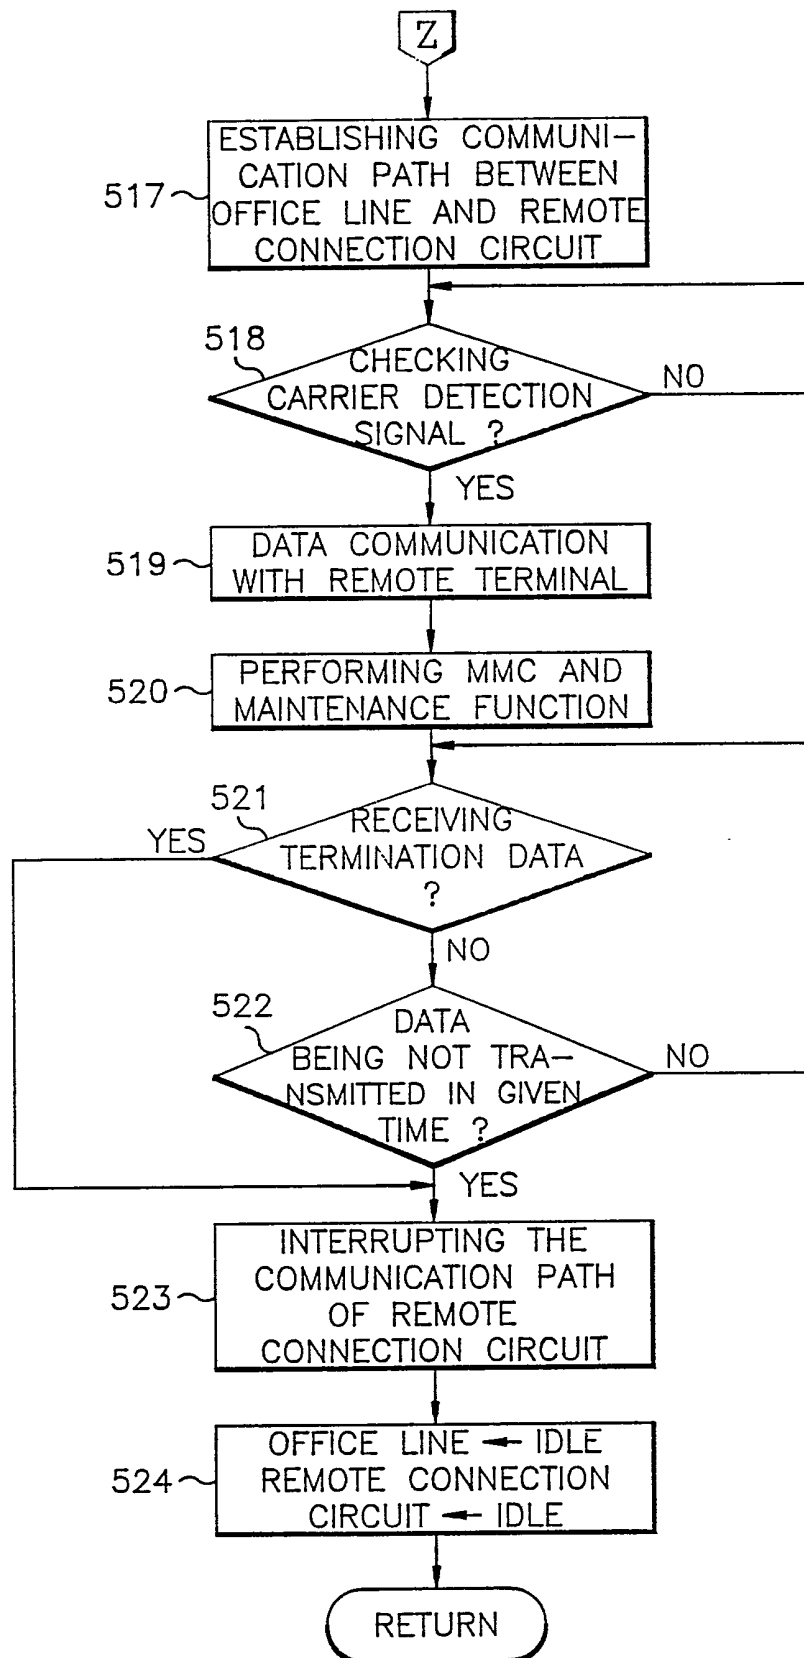 Z
ESTABLISHING COMMUNI-
CATION PATH BETWEEN
517
OFFICE LINE AND REMOTE
CONNECTION CIRCUIT
518
CHECKING
CARRIER DETECTION
SIGNAL ?
NO
YES
DATA COMMUNICATION
519
WITH REMOTE TERMINAL
PERFORMING MMC AND
520
MAINTENANCE FUNCTION
521
YES
RECEIVING
TERMINATION DATA
?
NO
522
DATA
BEING NOT TRA-
NSMITTED IN GIVEN
TIME ?
NO
YES
INTERRUPTING THE
COMMUNICATION PATH
523
OF REMOTE
CONNECTION CIRCUIT
OFFICE LINE ← IDLE
524
REMOTE CONNECTION
CIRCUIT ← IDLE
RETURN